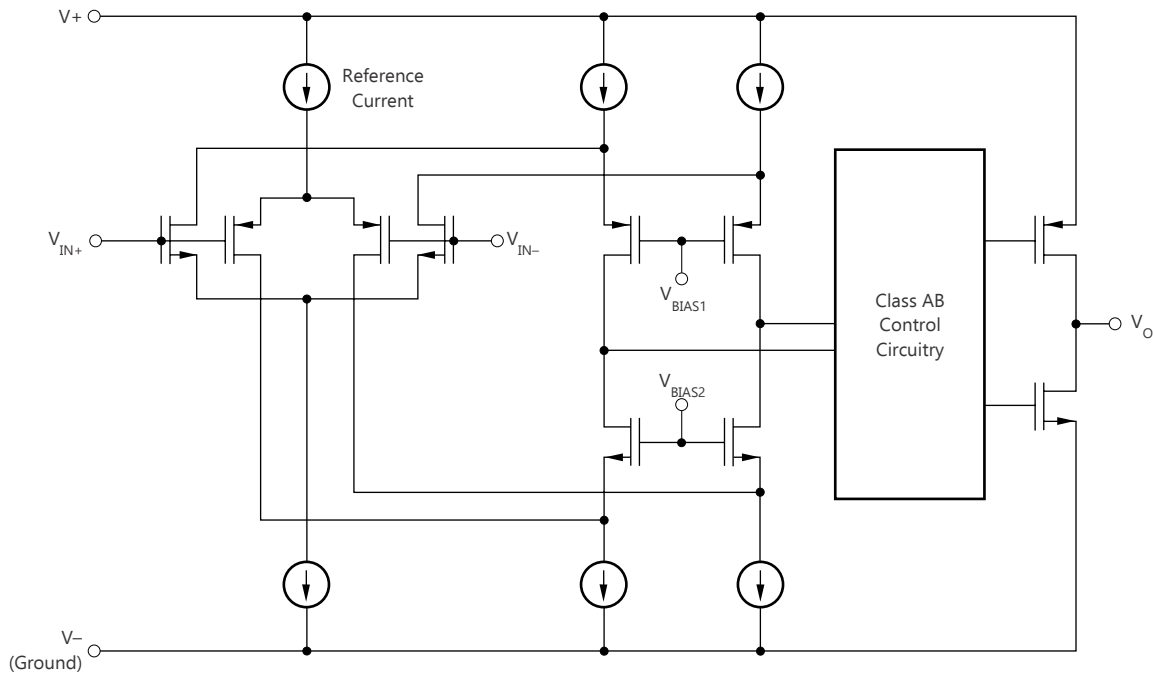 V+
Reference
Current
VIN+
VIN–
VBIAS1
Class AB
Control
Circuitry
VO
VBIAS2
V–
(Ground)